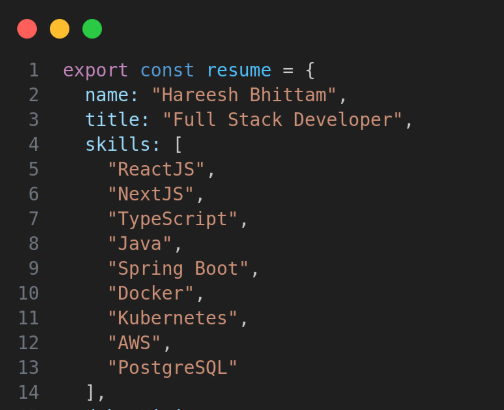 1 export const resume = {
2 name: "Hareesh Bhittam",
3 title: "Full Stack Developer",
4 skills: [
5 "ReactJS",
6 "NextJS",
7 "TypeScript",
8 "Java",
9 "Spring Boot",
10 "Docker",
11 "Kubernetes",
12 "AWS",
13 "PostgreSQL"
14 ],